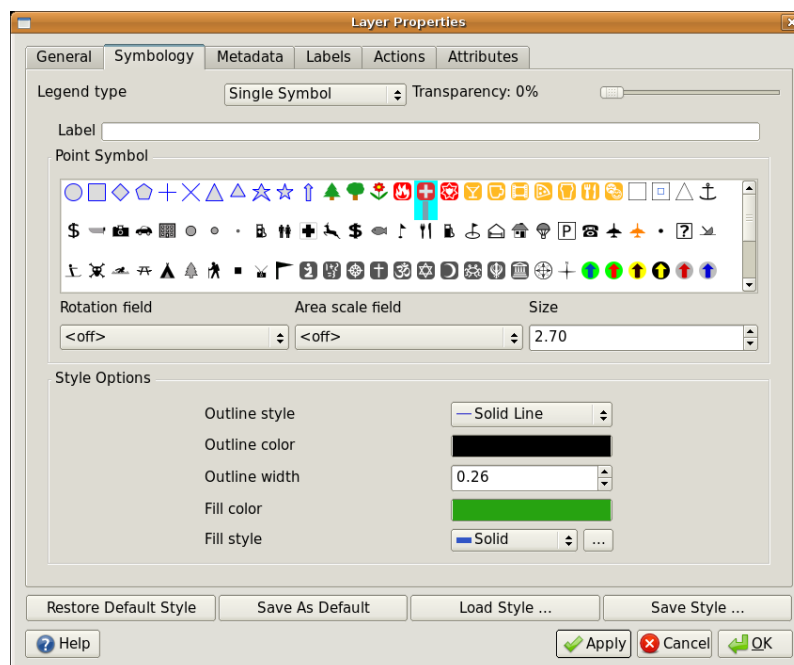 Layer Properties
General Symbology Metadata Labels Actions Attributes
Legend type Single Symbol Transparency: 0%
Label
Point Symbol
Rotation field Area scale field Size
<off> <off> 2.70
Style Options
Outline style Solid Line
Outline color
Outline width 0.26
Fill color
Fill style Solid ...
Restore Default Style Save As Default Load Style ... Save Style ...
Help Apply Cancel OK